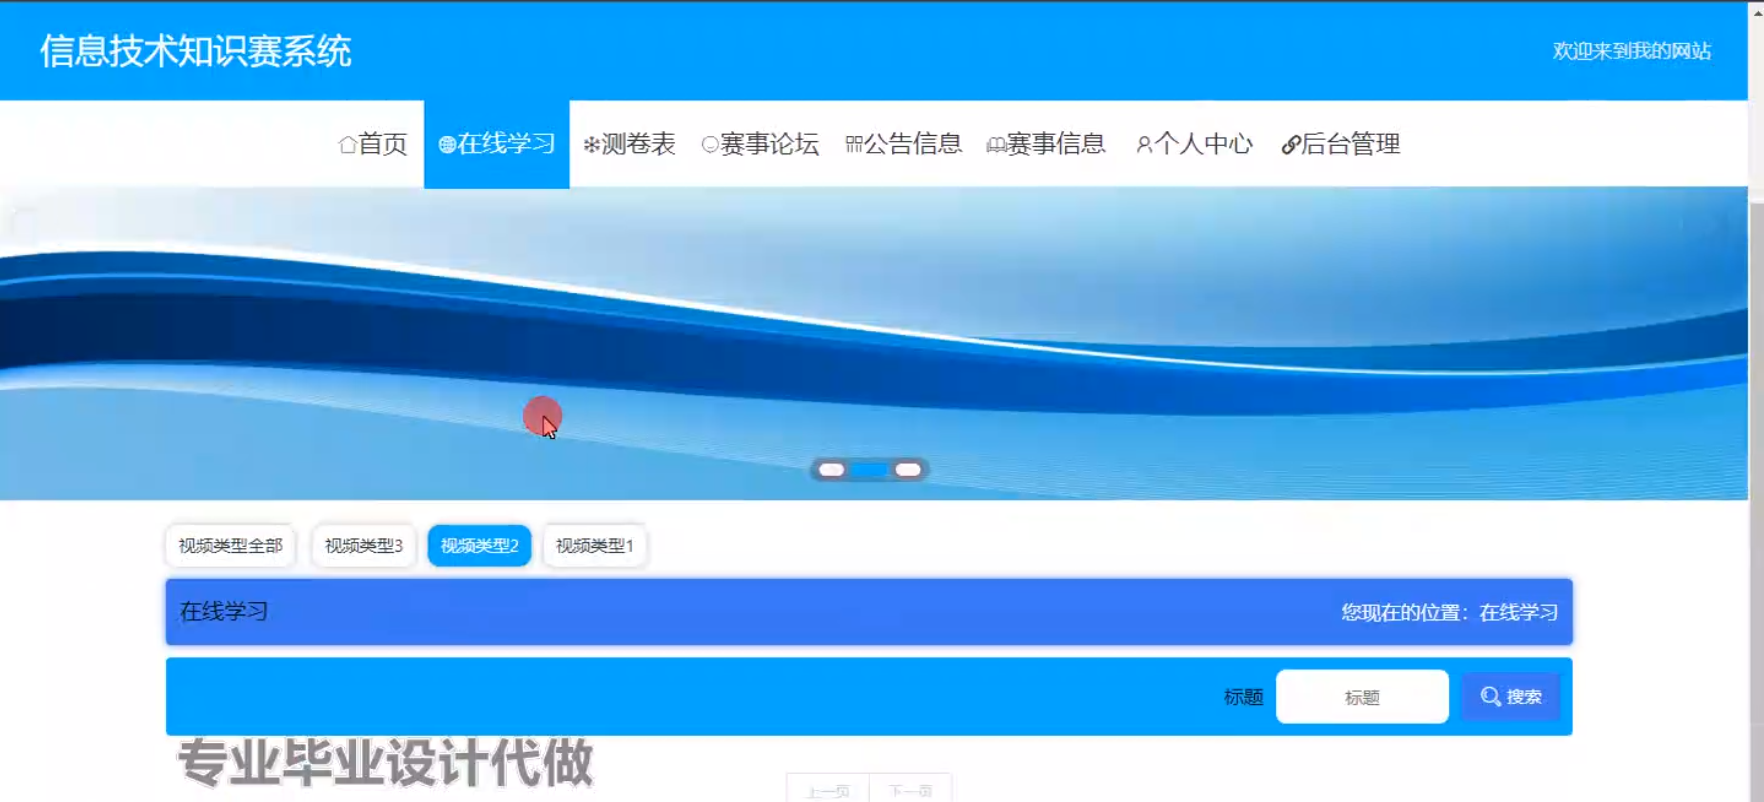 信息技术知识赛系统
欢迎来到我的网站
首页 在线学习 测卷表 赛事论坛 公告信息 赛事信息 个人中心 后台管理
视频类型全部 视频类型3 视频类型2 视频类型1
在线学习
您现在的位置：在线学习
标题 标题 搜索
专业毕业设计代做
上一页 下一页